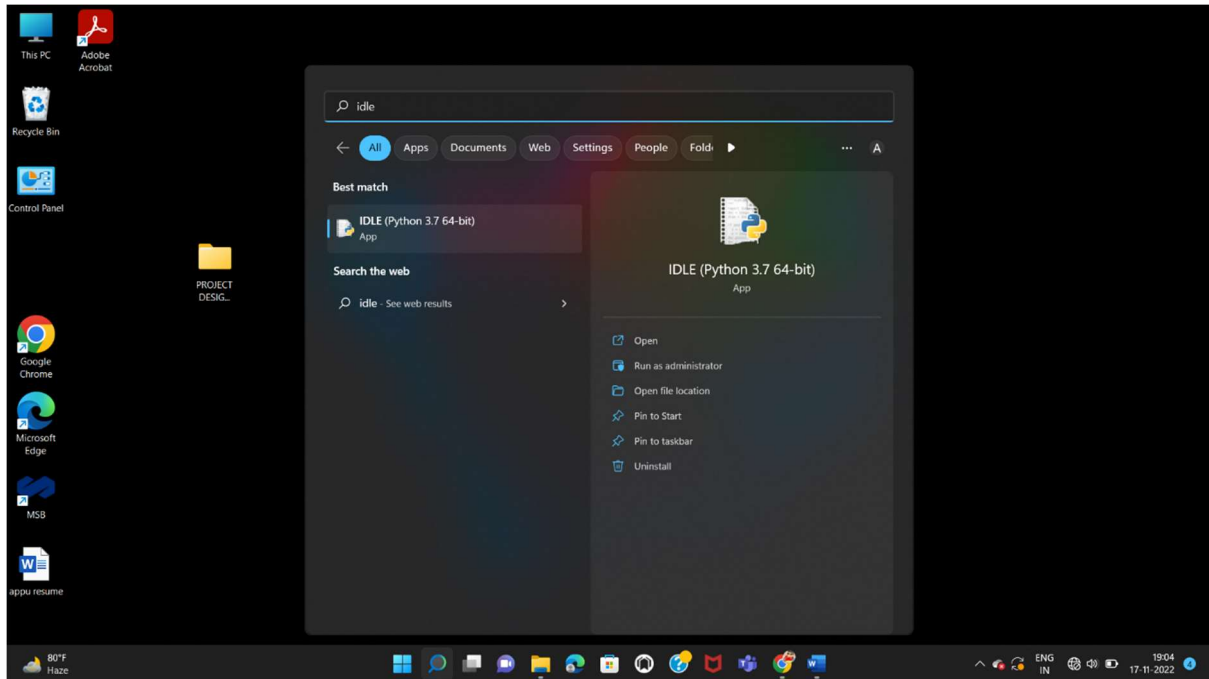 This PC
Adobe
Acrobat
Recycle Bin
Control Panel
PROJECT
DESIG...
Google
Chrome
Microsoft
Edge
MSB
appu resume
idle
All Apps Documents Web Settings People Fold A
Best match
IDLE (Python 3.7 64-bit)
App
Search the web
idle - See web results
IDLE (Python 3.7 64-bit)
App
Open
Run as administrator
Open file location
Pin to Start
Pin to taskbar
Uninstall
80°F
Haze
ENG
IN
19:04
17-11-2022
4